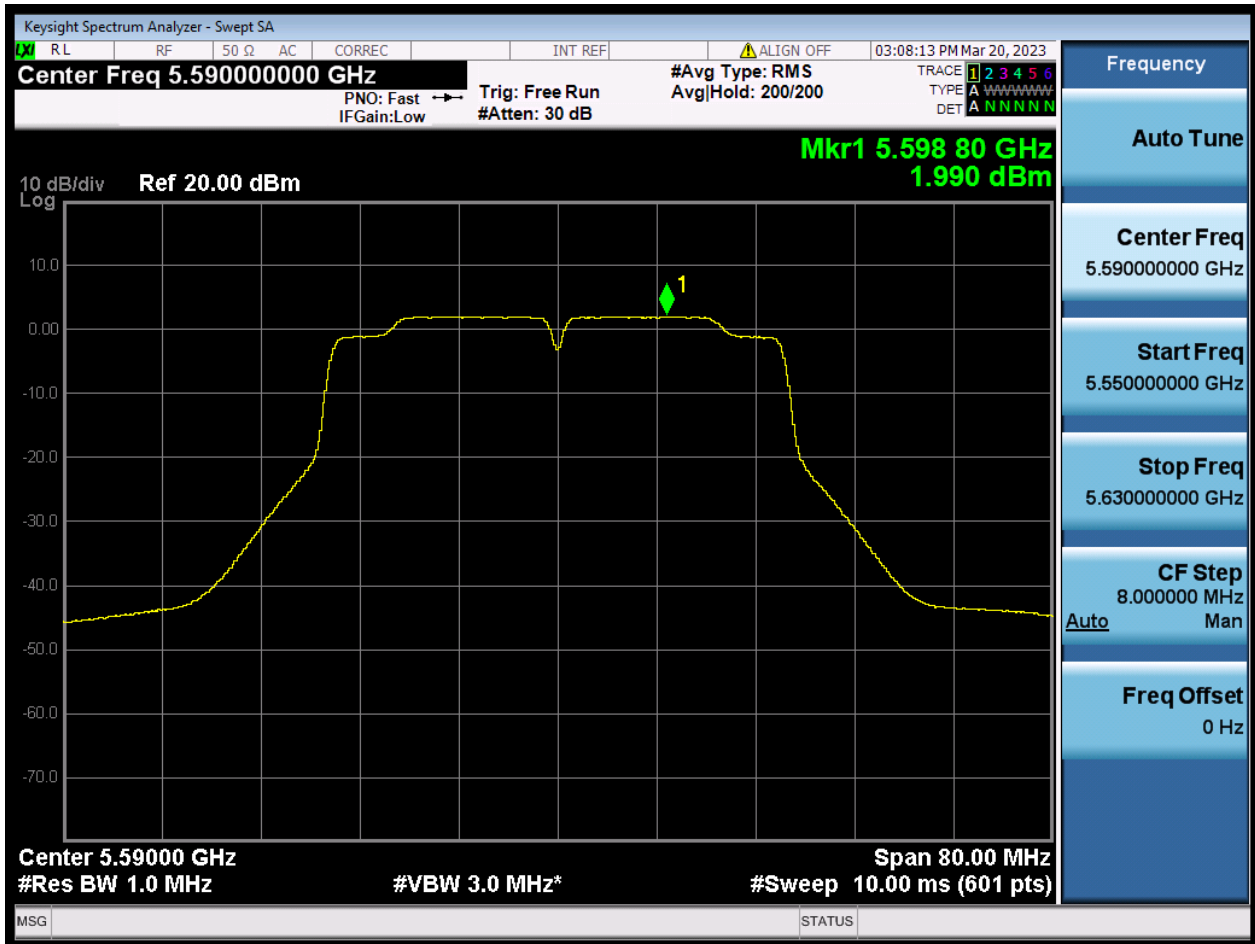 Keysight Spectrum Analyzer - Swept SA
LXI RL RF 50 Ω AC CORREC INT REF ALIGN OFF 03:08:13 PM Mar 20, 2023
Center Freq 5.590000000 GHz
PNO: Fast
IFGain:Low
Trig: Free Run
#Atten: 30 dB
#Avg Type: RMS
Avg|Hold: 200/200
TRACE 1 2 3 4 5 6
TYPE A WWWWW
DET A N N N N N
Mkr1 5.598 80 GHz
1.990 dBm
10 dB/div Ref 20.00 dBm
Log
1
10.0
0.00
-10.0
-20.0
-30.0
-40.0
-50.0
-60.0
-70.0
Center 5.59000 GHz Span 80.00 MHz
#Res BW 1.0 MHz #VBW 3.0 MHz* #Sweep 10.00 ms (601 pts)
MSG STATUS
Frequency
Auto Tune
Center Freq
5.590000000 GHz
Start Freq
5.550000000 GHz
Stop Freq
5.630000000 GHz
CF Step
8.000000 MHz
Auto Man
Freq Offset
0 Hz